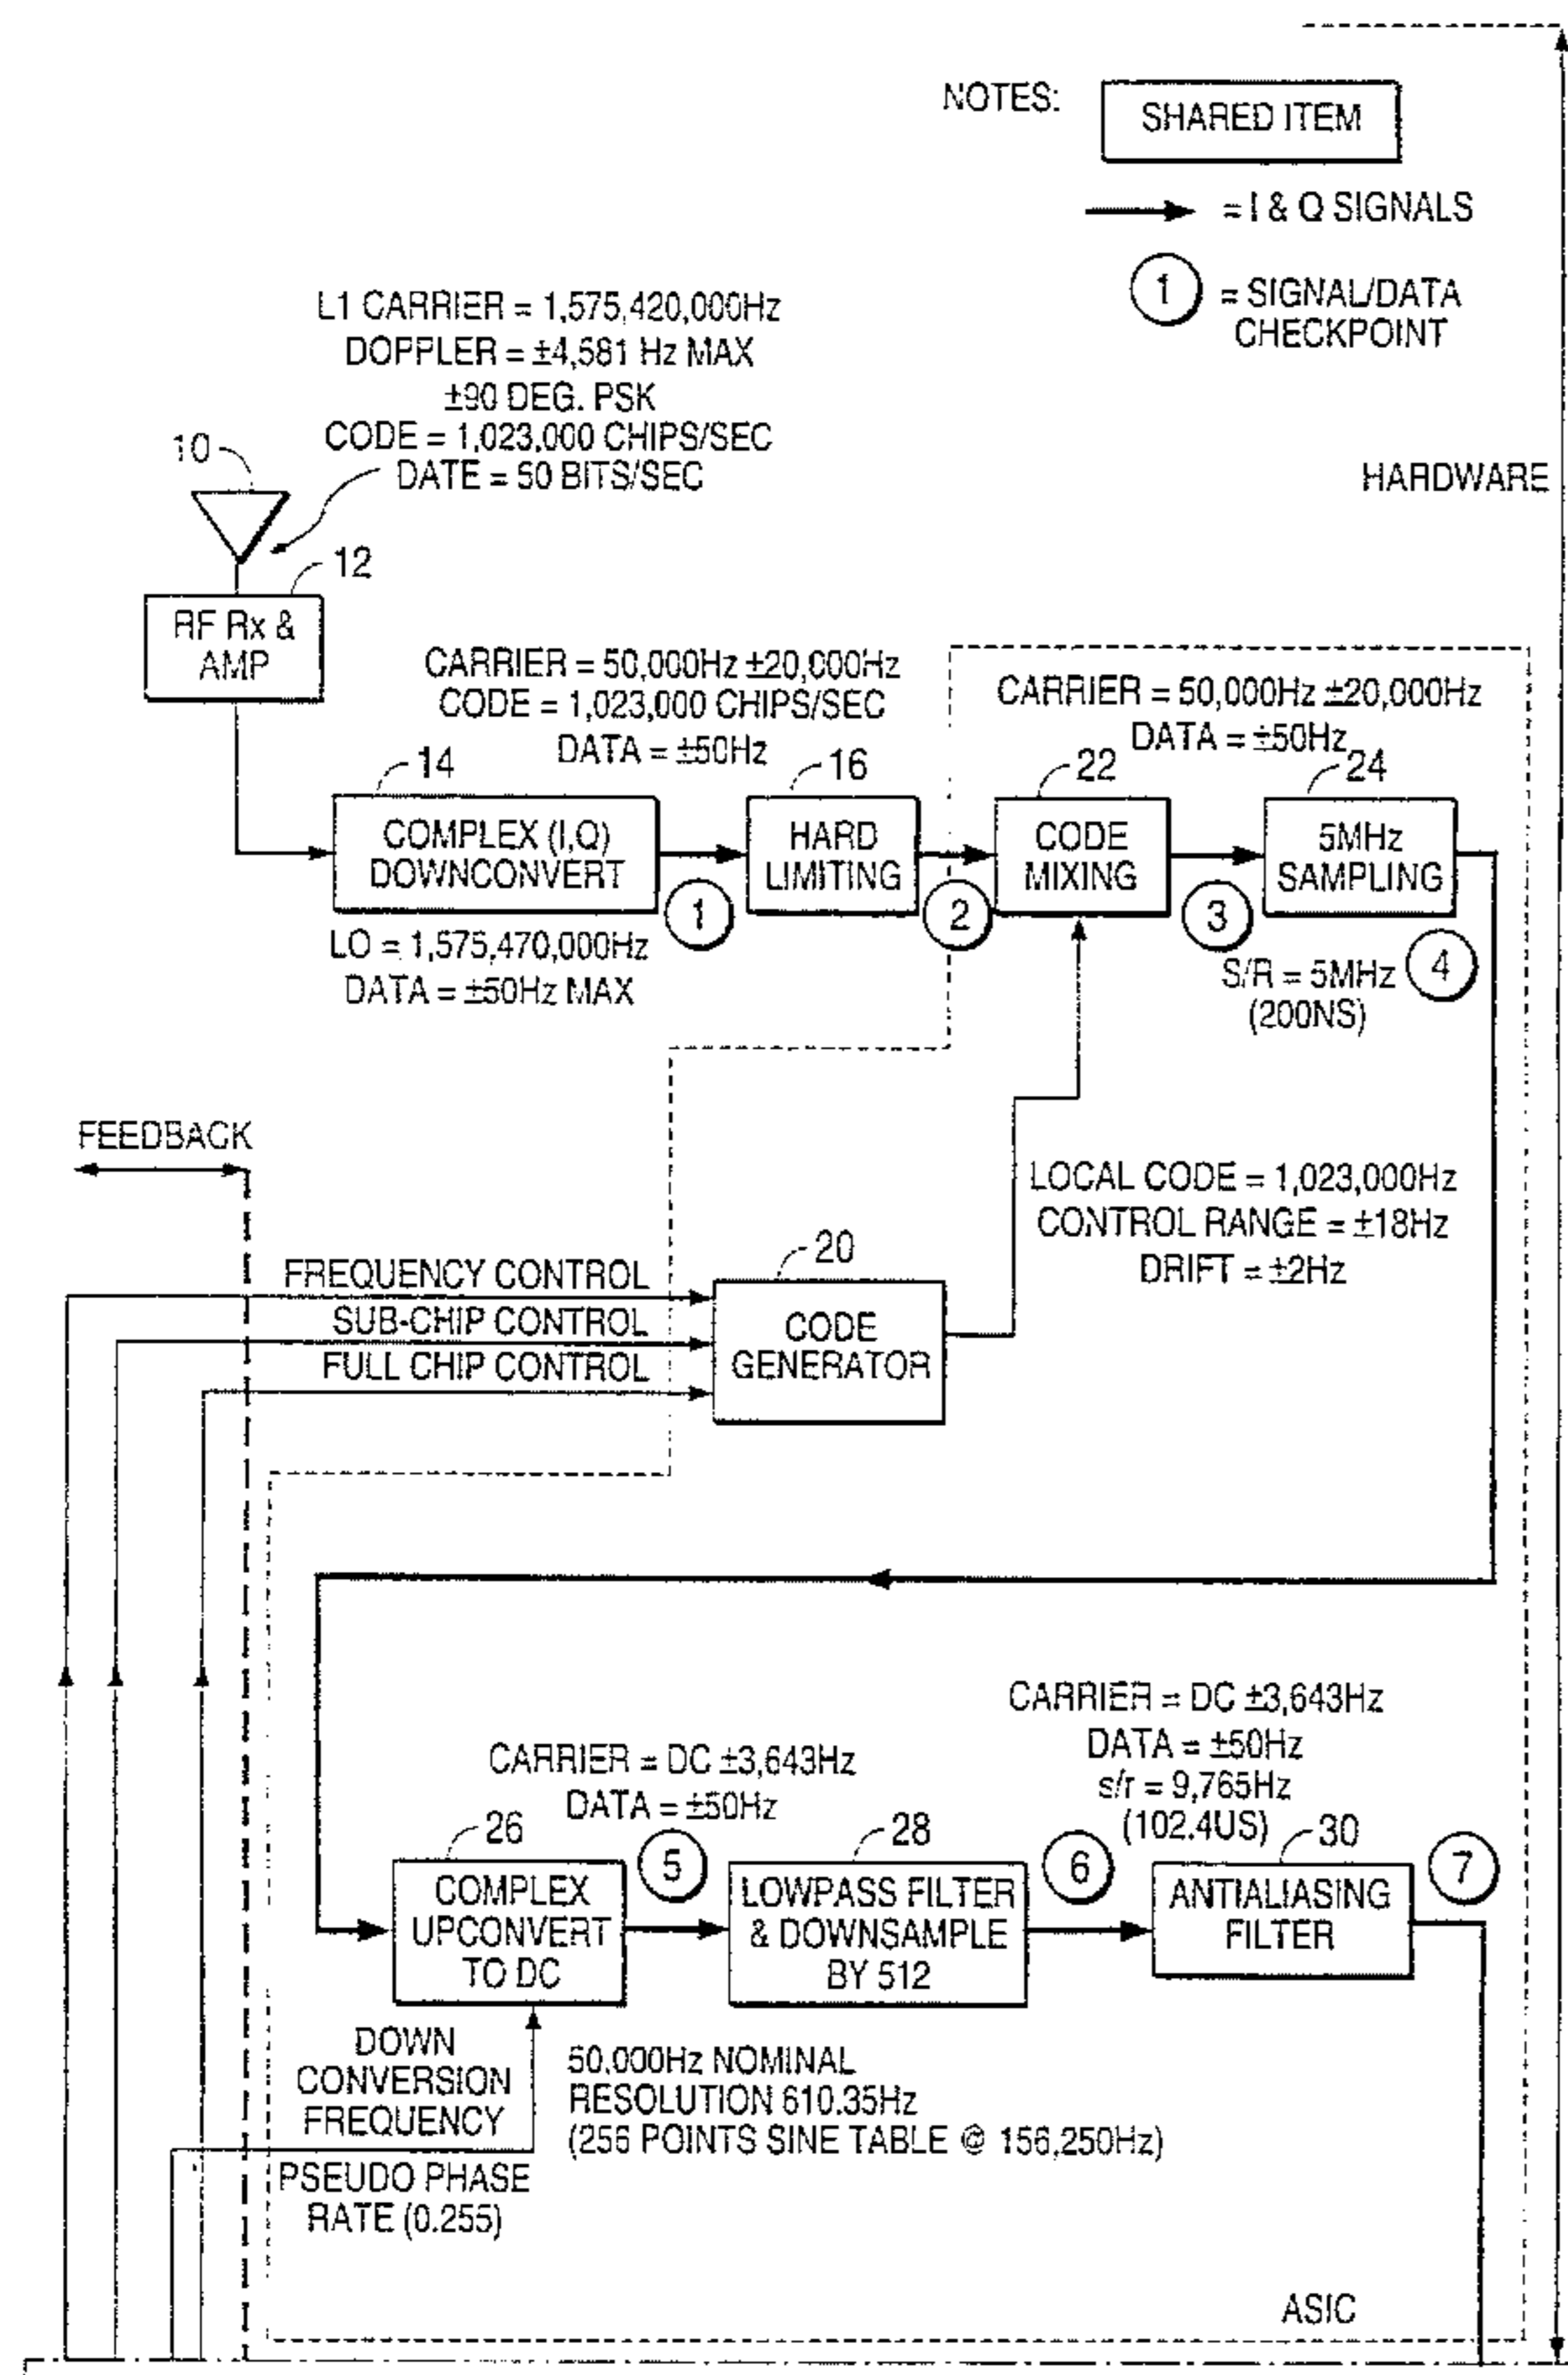 NOTES:
SHARED ITEM
= I & Q SIGNALS
1
= SIGNAL/DATA
CHECKPOINT
L1 CARRIER = 1,575,420,000Hz
DOPPLER = ±4,581 Hz MAX
±90 DEG. PSK
CODE = 1,023,000 CHIPS/SEC
DATE = 50 BITS/SEC
10
HARDWARE
12
RF Rx &
AMP
CARRIER = 50,000Hz ±20,000Hz
CODE = 1,023,000 CHIPS/SEC
DATA = ±50Hz
CARRIER = 50,000Hz ±20,000Hz
DATA = ±50Hz
14
COMPLEX (I,Q)
DOWNCONVERT
16
HARD
LIMITING
22
CODE
MIXING
24
5MHz
SAMPLING
1
2
3
4
LO = 1,575,470,000Hz
DATA = ±50Hz MAX
S/R = 5MHz
(200NS)
FEEDBACK
LOCAL CODE = 1,023,000Hz
CONTROL RANGE = ±18Hz
DRIFT = ±2Hz
FREQUENCY CONTROL
SUB-CHIP CONTROL
FULL CHIP CONTROL
20
CODE
GENERATOR
CARRIER = DC ±3,643Hz
DATA = ±50Hz
CARRIER = DC ±3,643Hz
DATA = ±50Hz
s/r = 9,765Hz
(102.4US)
26
COMPLEX
UPCONVERT
TO DC
5
28
LOWPASS FILTER
& DOWNSAMPLE
BY 512
6
30
ANTIALIASING
FILTER
7
DOWN
CONVERSION
FREQUENCY
50,000Hz NOMINAL
RESOLUTION 610.35Hz
(256 POINTS SINE TABLE @ 156,250Hz)
PSEUDO PHASE
RATE (0.255)
ASIC